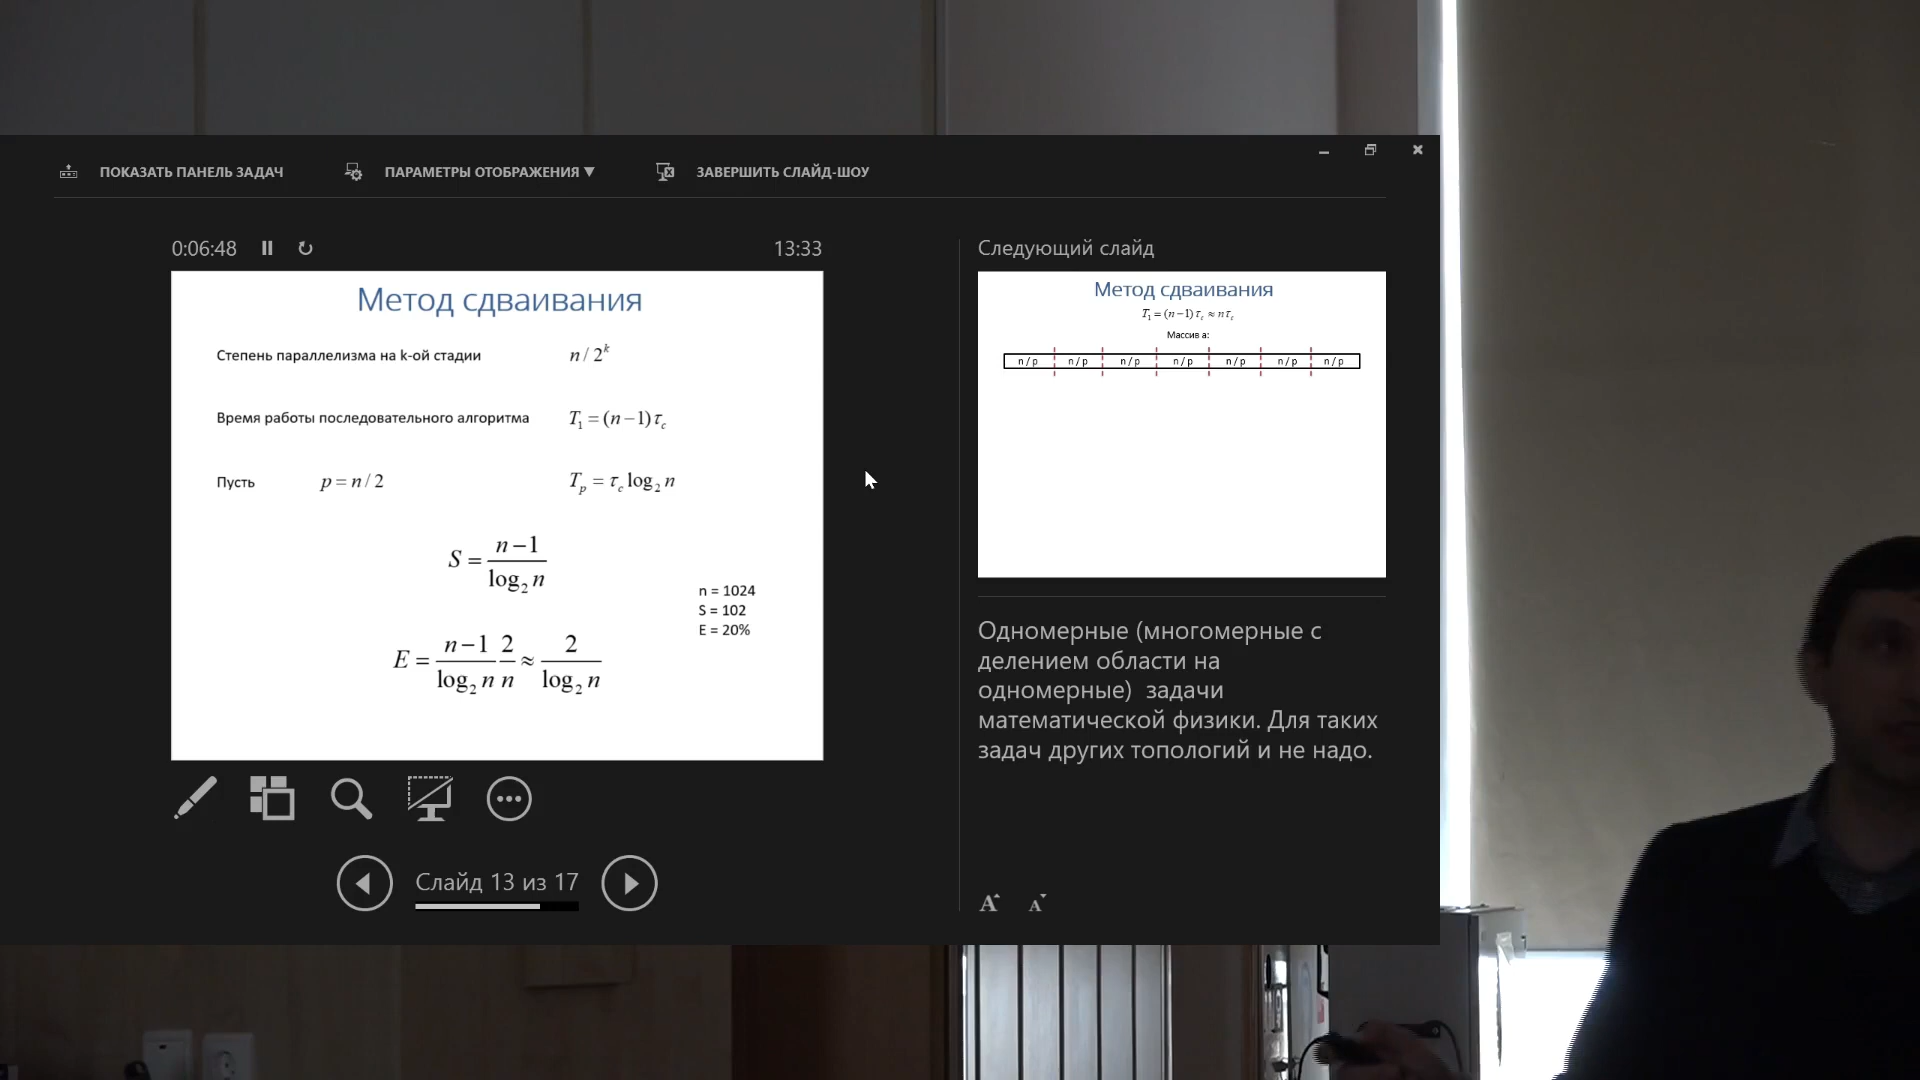 ПОКАЗАТЬ ПАНЕЛЬ ЗАДАЧ
ПАРАМЕТРЫ ОТОБРАЖЕНИЯ ▼
ЗАВЕРШИТЬ СЛАЙД-ШОУ
0:06:48
13:33
Метод сдваивания
Степень параллелизма на k-ой стадии n / 2^k
Время работы последовательного алгоритма T_1 = (n − 1) τ_c
Пусть p = n / 2 T_p = τ_c log_2 n
S = (n − 1) / (log_2 n)
n = 1024
S = 102
E = 20%
E = (n − 1) / (log_2 n) 2 / n ≈ 2 / (log_2 n)
Слайд 13 из 17
Следующий слайд
Метод сдваивания
T_1 = (n − 1) τ_c ≈ n τ_c
Массив a:
n / p n / p n / p n / p n / p n / p n / p
Одномерные (многомерные с
делением области на
одномерные) задачи
математической физики. Для таких
задач других топологий и не надо.
A A